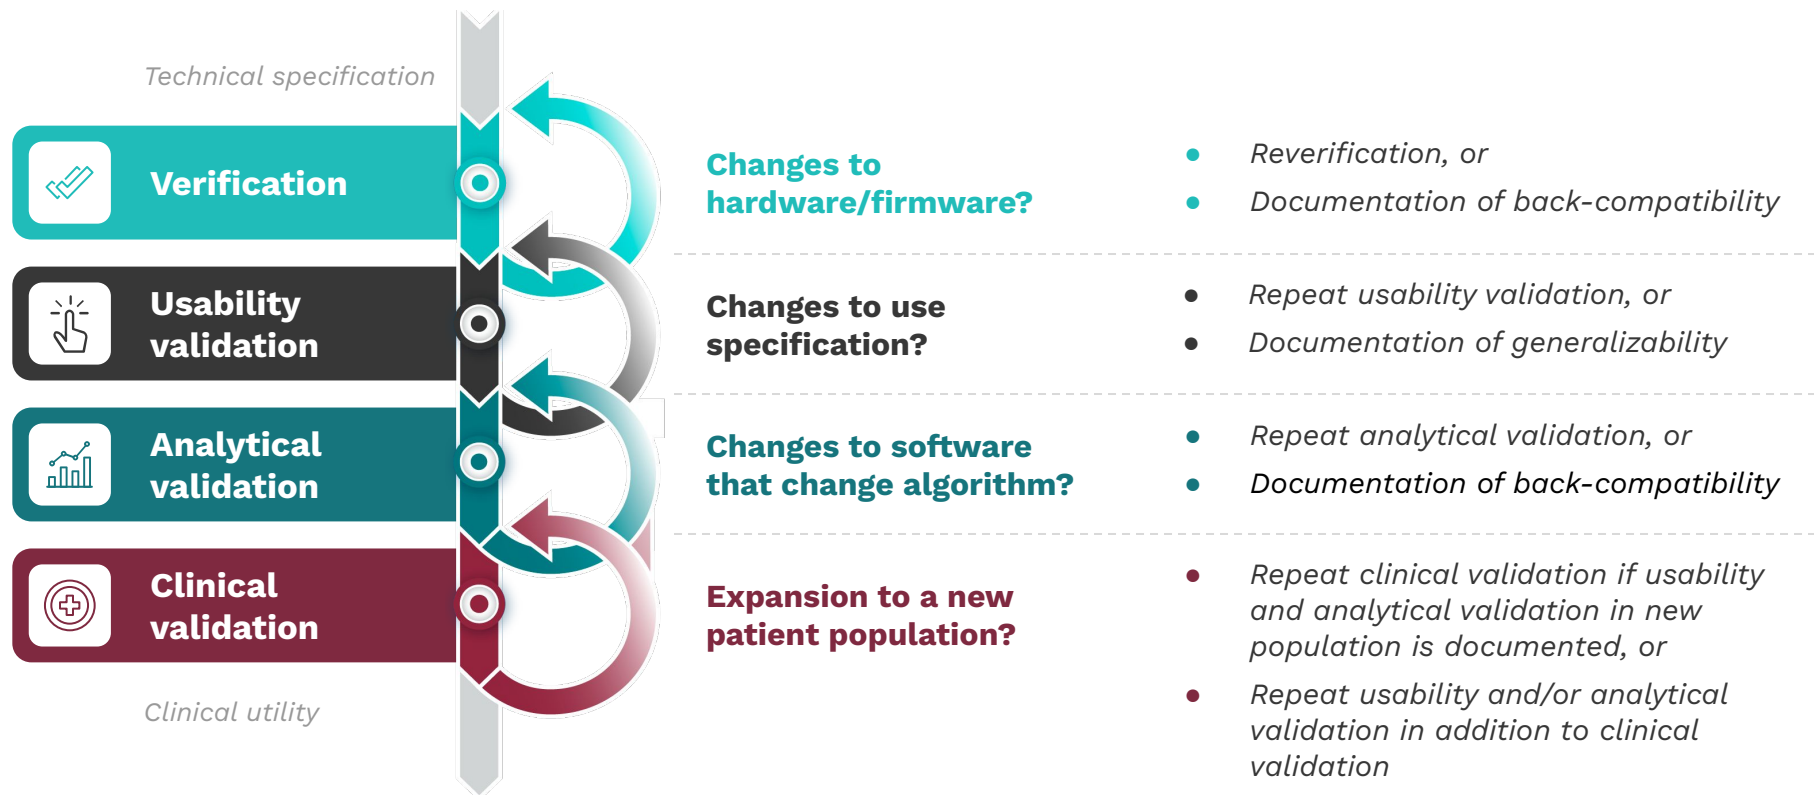 Technical specification
Verification
Changes to
hardware/firmware?
● Reverification, or
● Documentation of back-compatibility
Usability
validation
Changes to use
specification?
● Repeat usability validation, or
● Documentation of generalizability
Analytical
validation
Changes to software
that change algorithm?
● Repeat analytical validation, or
● Documentation of back-compatibility
Clinical
validation
Expansion to a new
patient population?
● Repeat clinical validation if usability
and analytical validation in new
population is documented, or
● Repeat usability and/or analytical
validation in addition to clinical
validation
Clinical utility